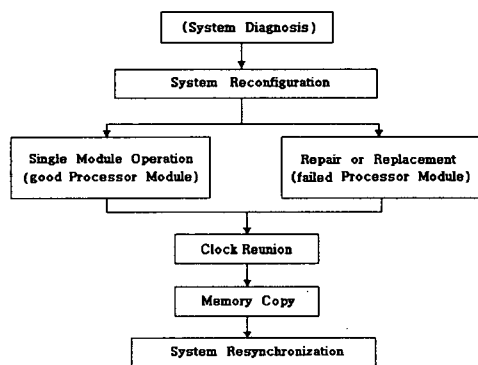 (System Diagnosis)
System Reconfiguration
Single Module Operation
(good Processor Module)
Repair or Replacement
(failed Processor Module)
Clock Reunion
Memory Copy
System Resynchronization